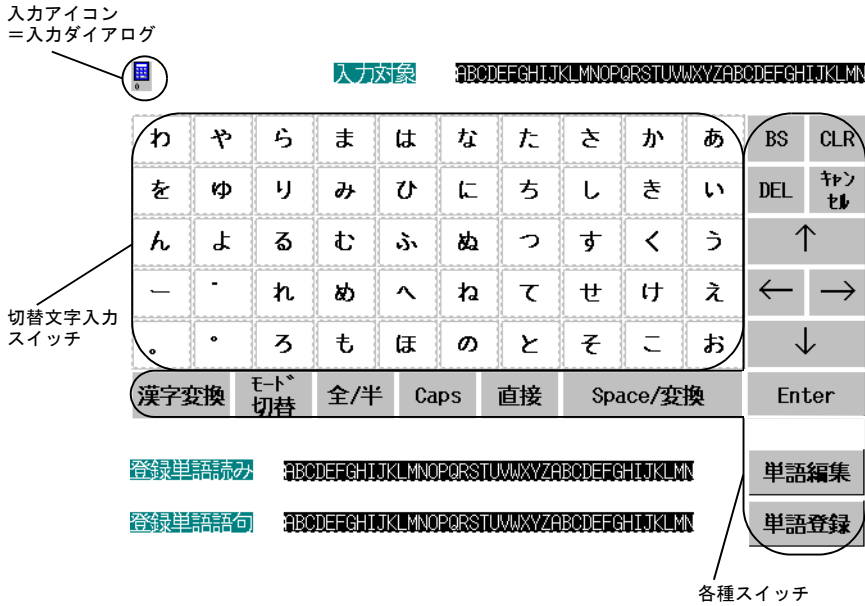 入力アイコン
＝入力ダイアログ
0
入力対象 ABCDEFGHIJKLMNOPQRSTUVWXYZABCDEFGHIJKLMN
わ や ら ま は な た さ か あ BS CLR
を ゆ り み ひ に ち し き い DEL キャン
セル
ん よ る む ふ ぬ つ す く う ↑
ー ゛ れ め へ ね て せ け え ← →
切替文字入力
スイッチ
。 ゜ ろ も ほ の と そ こ お ↓
漢字変換 モード
切替 全/半 Caps 直接 Space/変換 Enter
登録単語読み ABCDEFGHIJKLMNOPQRSTUVWXYZABCDEFGHIJKLMN 単語編集
登録単語語句 ABCDEFGHIJKLMNOPQRSTUVWXYZABCDEFGHIJKLMN 単語登録
各種スイッチ